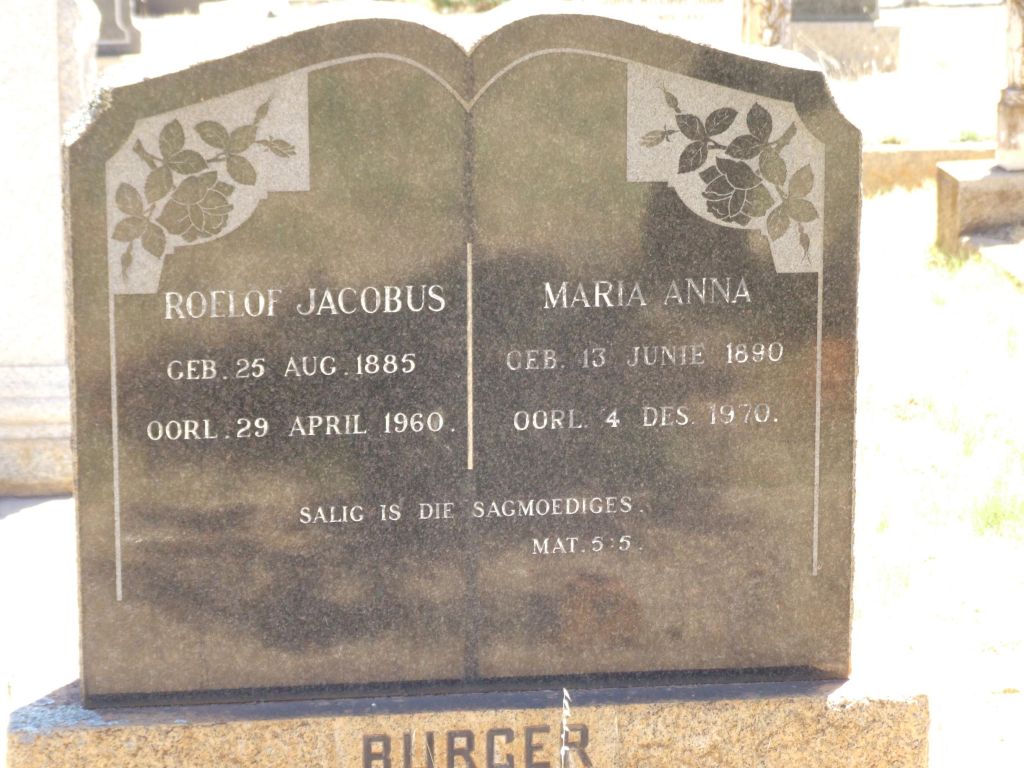 ROELOF JACOBUS
GEB. 25 AUG. 1885
OORL. 29 APRIL 1960.
MARIA ANNA
GEB. 13 JUNIE 1890
OORL. 4 DES. 1970.
SALIG IS DIE SAGMOEDIGES.
MAT. 5:5.
BURGER